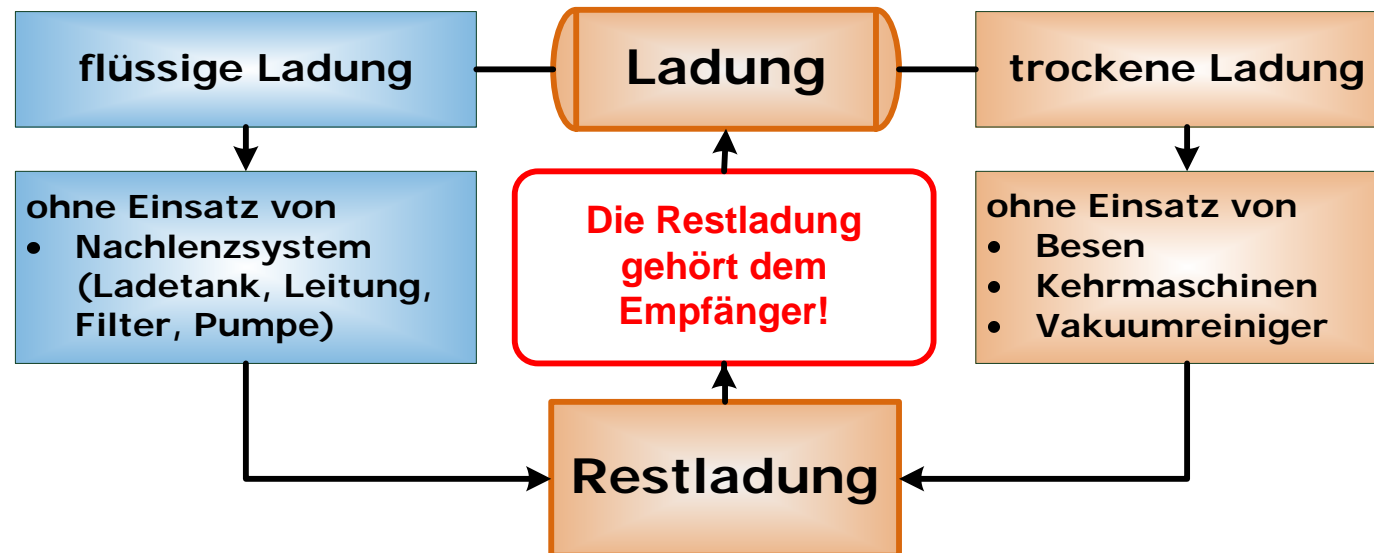 flüssige Ladung
Ladung
trockene Ladung
ohne Einsatz von
• Nachlenzsystem
(Ladetank, Leitung,
Filter, Pumpe)
Die Restladung
gehört dem
Empfänger!
ohne Einsatz von
• Besen
• Kehrmaschinen
• Vakuumreiniger
Restladung